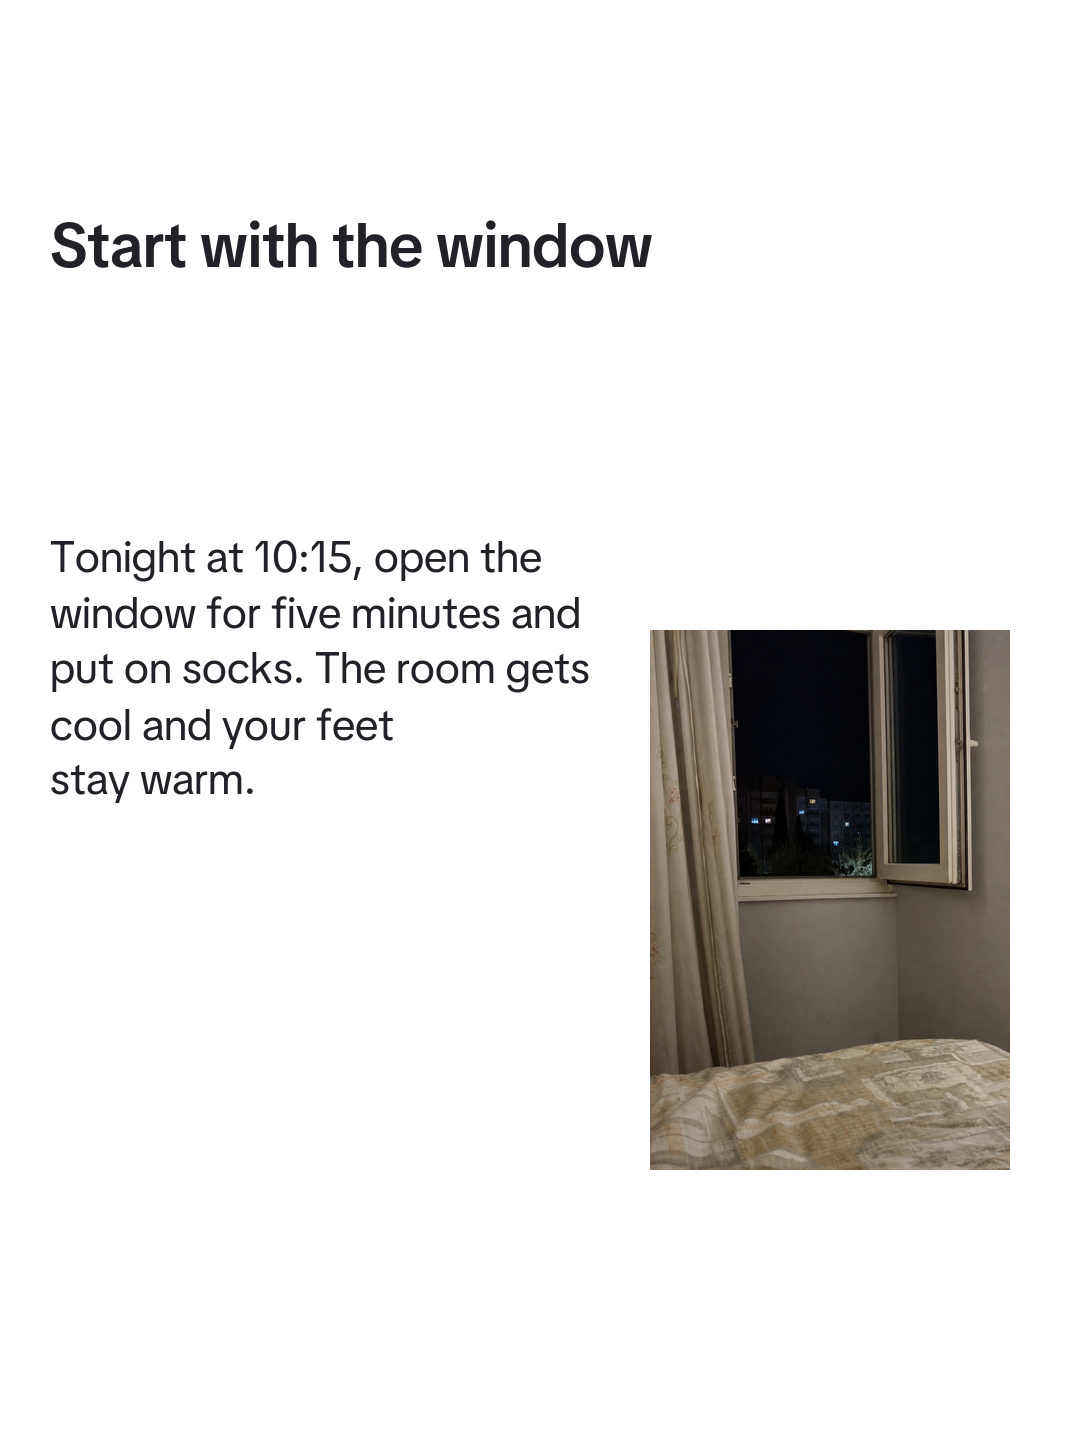 Start with the window
Tonight at 10:15, open the
window for five minutes and
put on socks. The room gets
cool and your feet
stay warm.